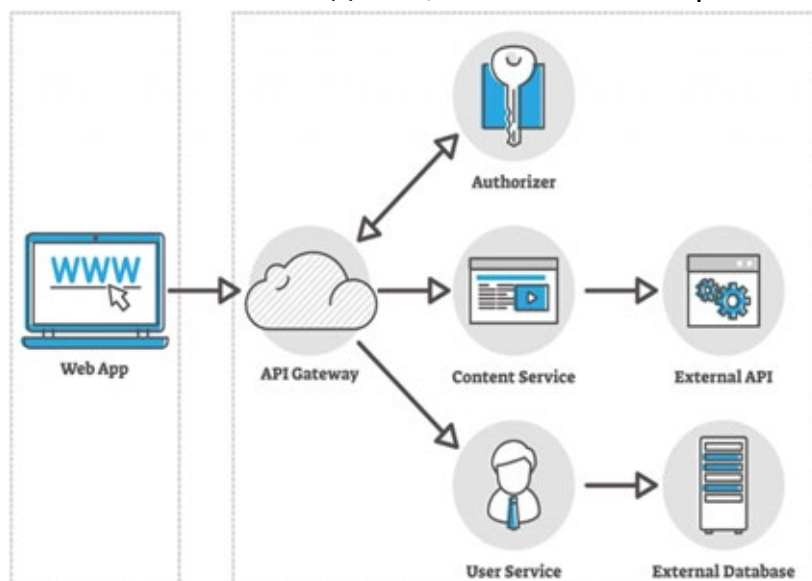 Authorizer
WWW
Web App
API Gateway
Content Service
External API
User Service
External Database